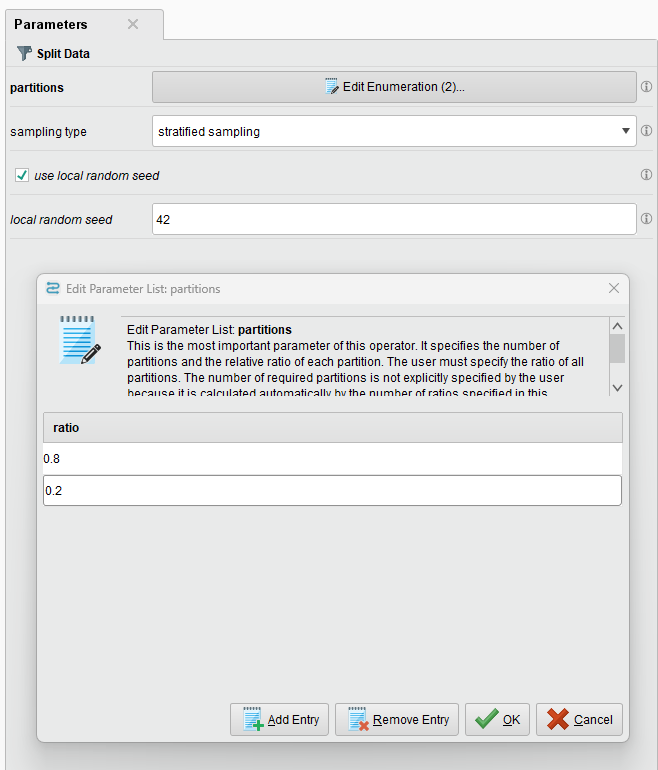 Parameters
Split Data
partitions
Edit Enumeration (2)...
sampling type
stratified sampling
use local random seed
local random seed
42
Edit Parameter List: partitions
Edit Parameter List: partitions
This is the most important parameter of this operator. It specifies the number of
partitions and the relative ratio of each partition. The user must specify the ratio of all
partitions. The number of required partitions is not explicitly specified by the user
because it is calculated automatically by the number of ratios specified in this
ratio
0.8
0.2
Add Entry
Remove Entry
OK
Cancel